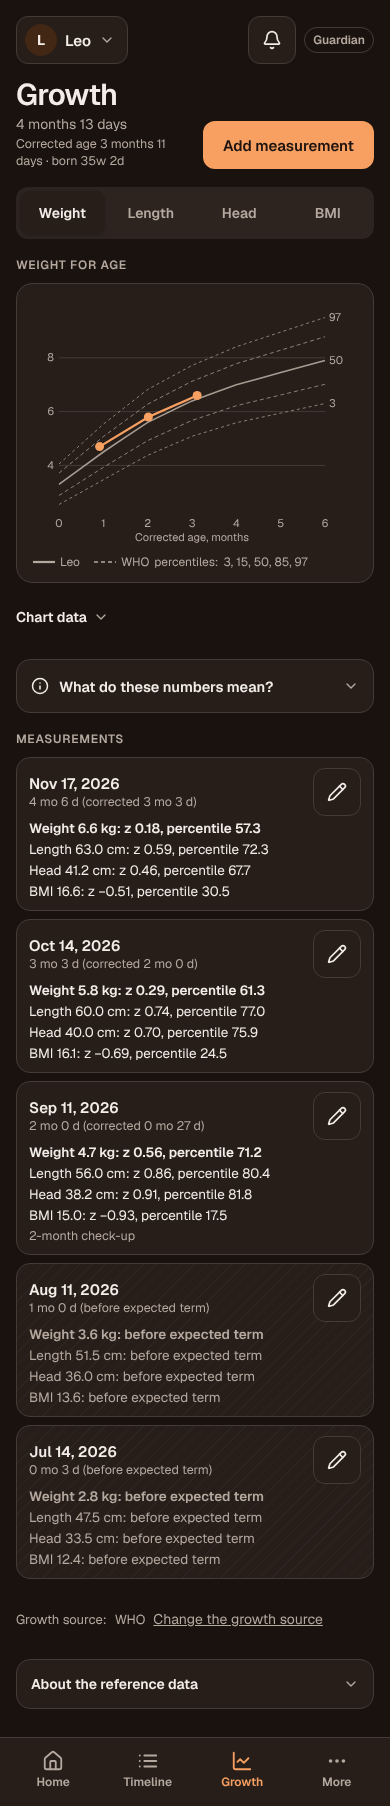 L Leo
Guardian
Growth
4 months 13 days
Corrected age 3 months 11
days · born 35w 2d
Add measurement
Weight Length Head BMI
WEIGHT FOR AGE
97
8
50
6
3
4
0 1 2 3 4 5 6
Corrected age, months
Leo WHO percentiles: 3, 15, 50, 85, 97
Chart data
What do these numbers mean?
MEASUREMENTS
Nov 17, 2026
4 mo 6 d (corrected 3 mo 3 d)
Weight 6.6 kg: z 0.18, percentile 57.3
Length 63.0 cm: z 0.59, percentile 72.3
Head 41.2 cm: z 0.46, percentile 67.7
BMI 16.6: z −0.51, percentile 30.5
Oct 14, 2026
3 mo 3 d (corrected 2 mo 0 d)
Weight 5.8 kg: z 0.29, percentile 61.3
Length 60.0 cm: z 0.74, percentile 77.0
Head 40.0 cm: z 0.70, percentile 75.9
BMI 16.1: z −0.69, percentile 24.5
Sep 11, 2026
2 mo 0 d (corrected 0 mo 27 d)
Weight 4.7 kg: z 0.56, percentile 71.2
Length 56.0 cm: z 0.86, percentile 80.4
Head 38.2 cm: z 0.91, percentile 81.8
BMI 15.0: z −0.93, percentile 17.5
2-month check-up
Aug 11, 2026
1 mo 0 d (before expected term)
Weight 3.6 kg: before expected term
Length 51.5 cm: before expected term
Head 36.0 cm: before expected term
BMI 13.6: before expected term
Jul 14, 2026
0 mo 3 d (before expected term)
Weight 2.8 kg: before expected term
Length 47.5 cm: before expected term
Head 33.5 cm: before expected term
BMI 12.4: before expected term
Growth source: WHO Change the growth source
About the reference data
Home Timeline Growth More